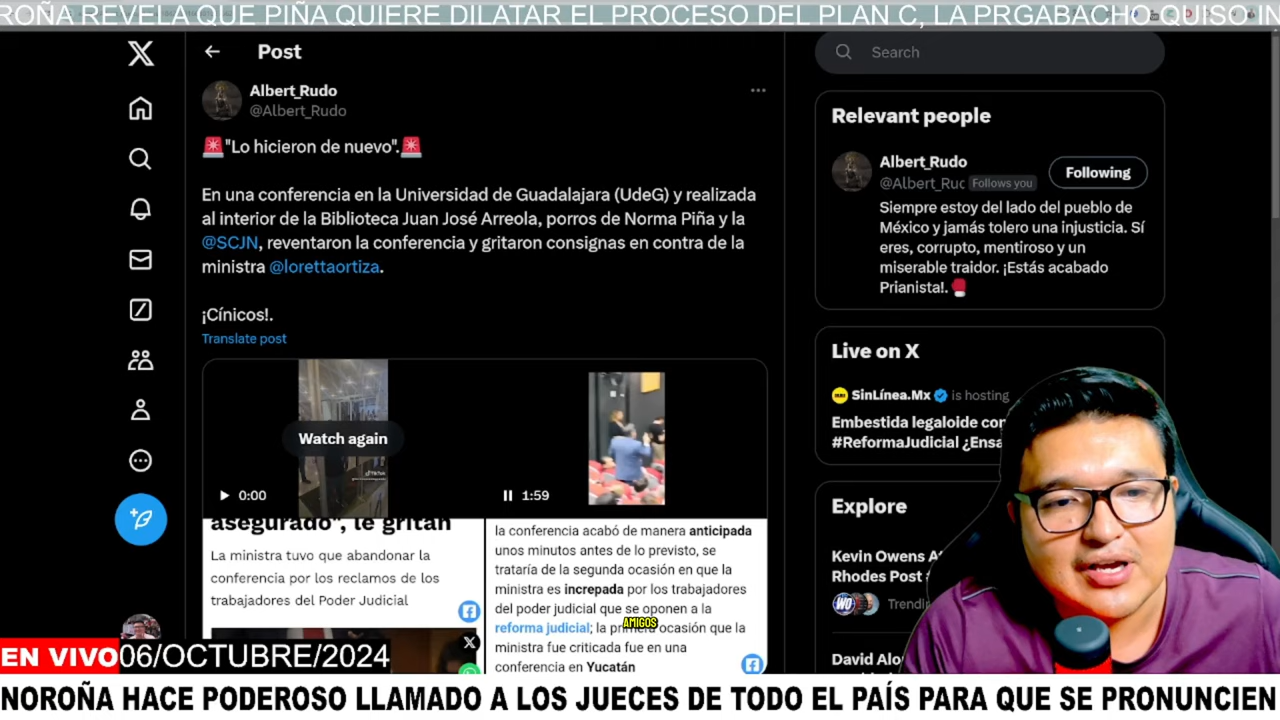 ROÑA REVELA QUE PIÑA QUIERE DILATAR EL PROCESO DEL PLAN C, LA PRGABACHO QUISO IN
Post
Search
Albert_Rudo
@Albert_Rudo
🚨"Lo hicieron de nuevo".🚨
En una conferencia en la Universidad de Guadalajara (UdeG) y realizada
al interior de la Biblioteca Juan José Arreola, porros de Norma Piña y la
@SCJN, reventaron la conferencia y gritaron consignas en contra de la
ministra @lorettaortiza.
¡Cínicos!.
Translate post
Watch again
0:00
1:59
asegurado", le gritan
La ministra tuvo que abandonar la
conferencia por los reclamos de los
trabajadores del Poder Judicial
la conferencia acabó de manera anticipada
unos minutos antes de lo previsto, se
trataría de la segunda ocasión en que la
ministra es increpada por los trabajadores
del poder judicial que se oponen a la
reforma judicial; la primera ocasión que la
ministra fue criticada fue en una
conferencia en Yucatán
AMIGOS
Relevant people
Albert_Rudo
@Albert_Ruc Follows you
Following
Siempre estoy del lado del pueblo de
México y jamás tolero una injusticia. Sí
eres, corrupto, mentiroso y un
miserable traidor. ¡Estás acabado
Prianista!.🥊
Live on X
SinLínea.Mx is hosting
Embestida legaloide con
#ReformaJudicial ¿Ensa
Explore
Kevin Owens At
Rhodes Post
Trendin
David Alo
EN VIVO 06/OCTUBRE/2024
NOROÑA HACE PODEROSO LLAMADO A LOS JUECES DE TODO EL PAÍS PARA QUE SE PRONUNCIEN